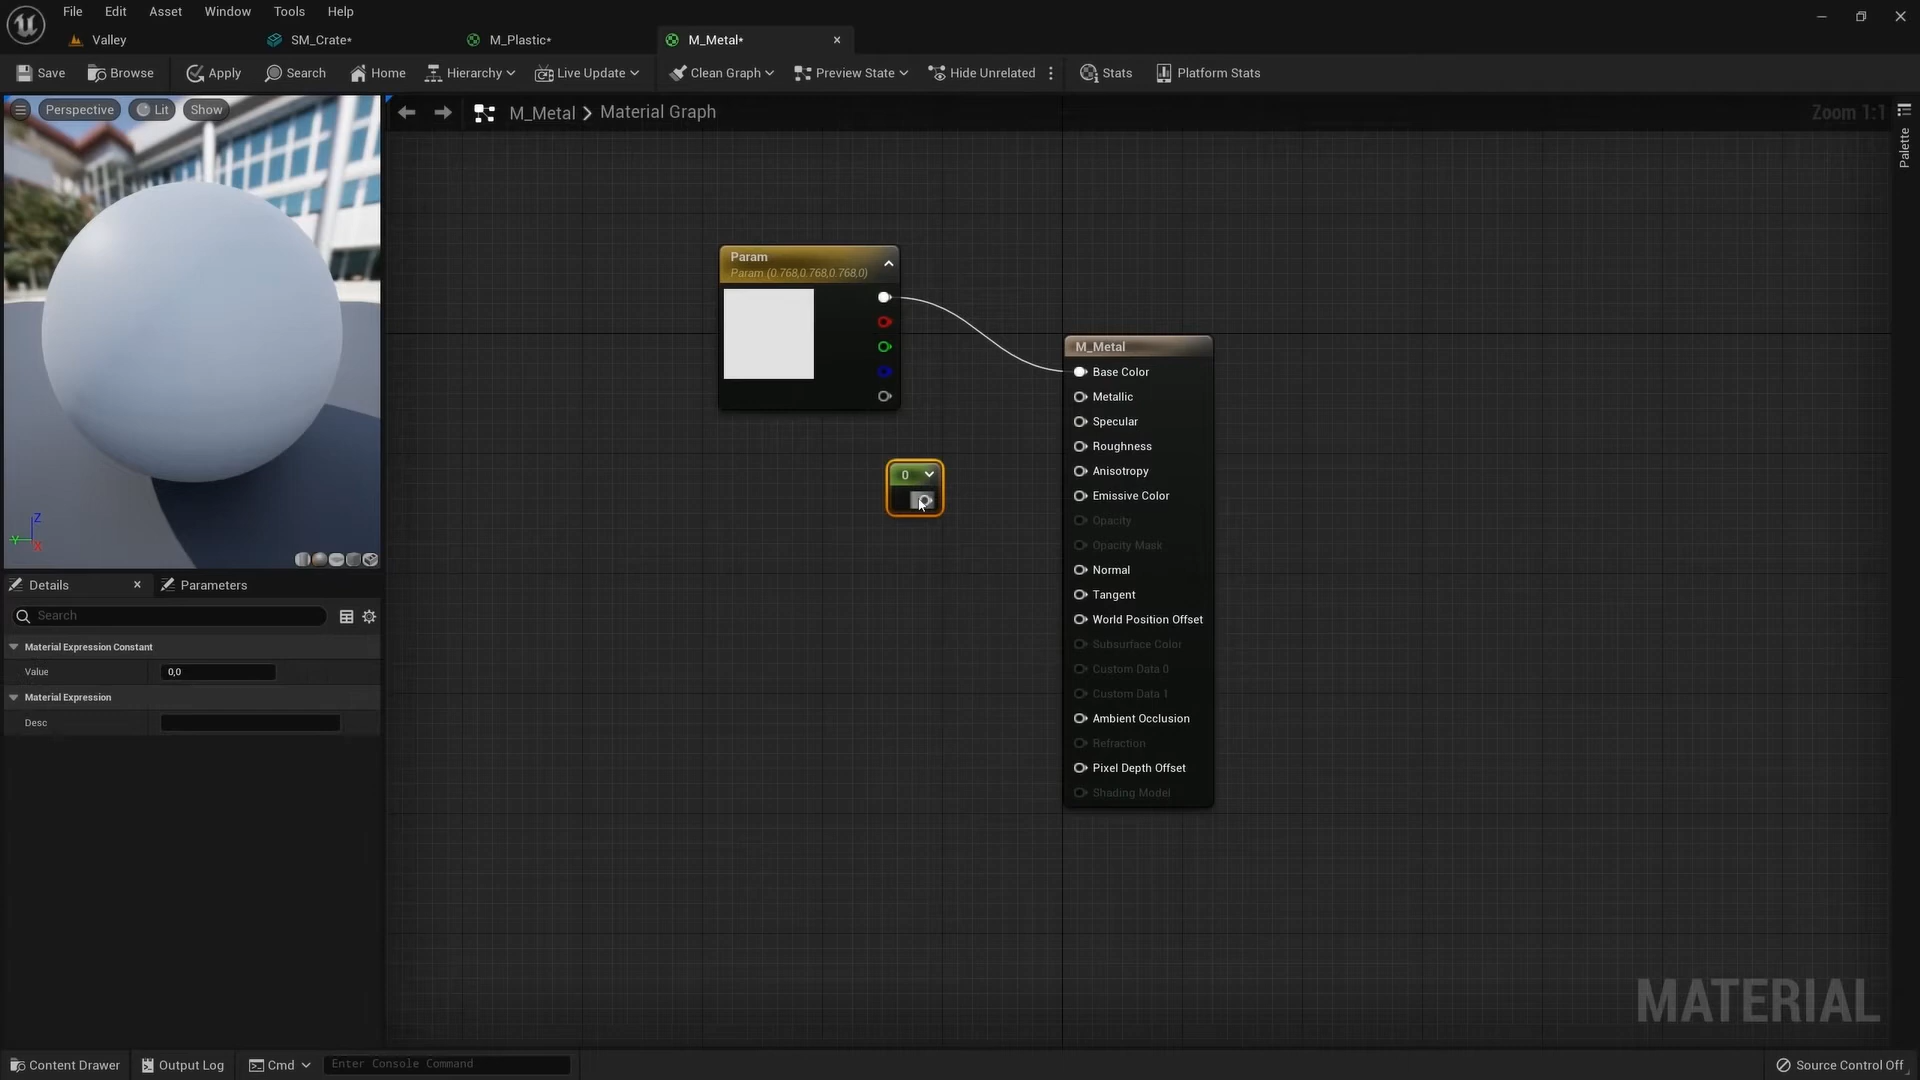 File Edit Asset Window Tools Help
Valley SM_Crate* M_Plastic* M_Metal*
Save Browse Apply Search Home Hierarchy Live Update Clean Graph Preview State Hide Unrelated Stats Platform Stats
Perspective Lit Show
M_Metal > Material Graph
Zoom 1:1
Palette
Param
Param (0.768,0.768,0.768,0)
M_Metal
Base Color
Metallic
Specular
Roughness
Anisotropy
Emissive Color
Opacity
Opacity Mask
Normal
Tangent
World Position Offset
Subsurface Color
Custom Data 0
Custom Data 1
Ambient Occlusion
Refraction
Pixel Depth Offset
Shading Model
0
Z
Y
X
Details Parameters
Search
Material Expression Constant
Value 0,0
Material Expression
Desc
MATERIAL
Content Drawer Output Log Cmd Enter Console Command Source Control Off